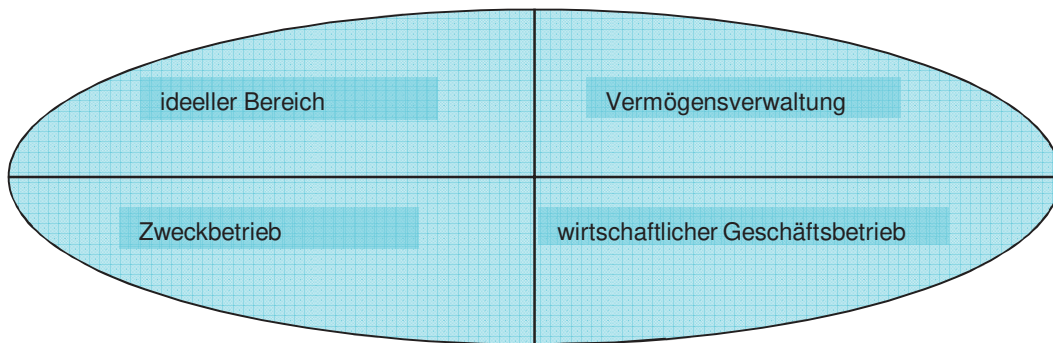 ideeller Bereich
Vermögensverwaltung
Zweckbetrieb
wirtschaftlicher Geschäftsbetrieb